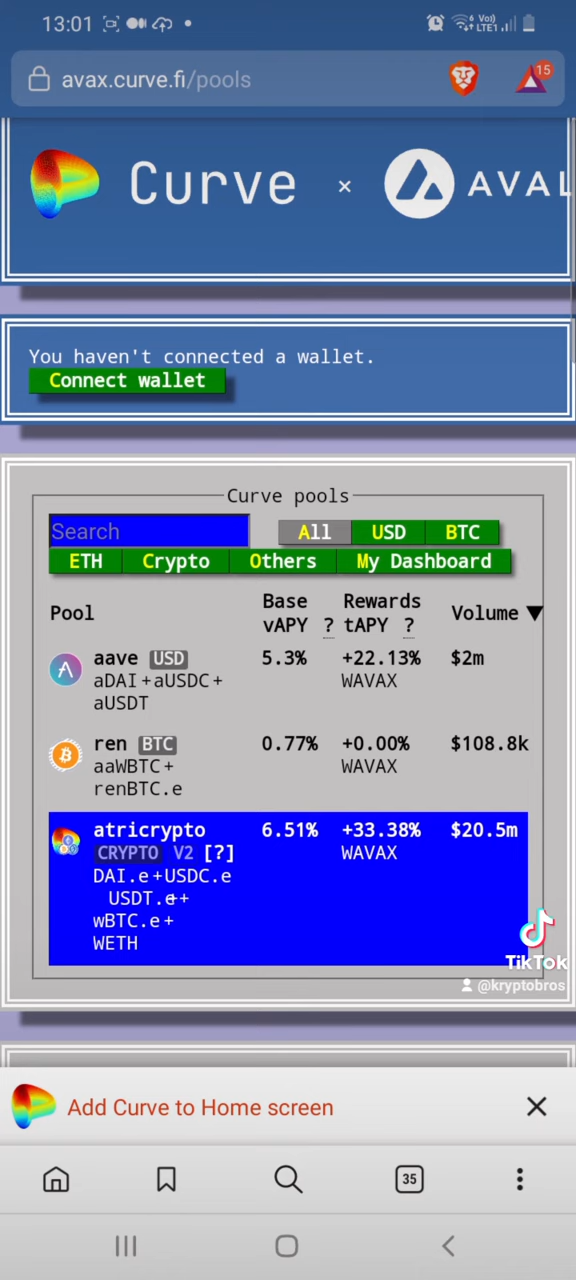 13:01
Vo)) LTE1
avax.curve.fi/pools
15
Curve × AVAL
You haven't connected a wallet.
Connect wallet
Curve pools
Search All USD BTC
ETH Crypto Others My Dashboard
Pool Base vAPY ? Rewards tAPY ? Volume ▼
aave USD 5.3% +22.13% $2m
aDAI+aUSDC+ WAVAX
aUSDT
ren BTC 0.77% +0.00% $108.8k
aaWBTC+ WAVAX
renBTC.e
atricrypto 6.51% +33.38% $20.5m
CRYPTO V2 [?] WAVAX
DAI.e+USDC.e
USDT.e++
wBTC.e+
WETH
TikTok
@kryptobros
Add Curve to Home screen
35